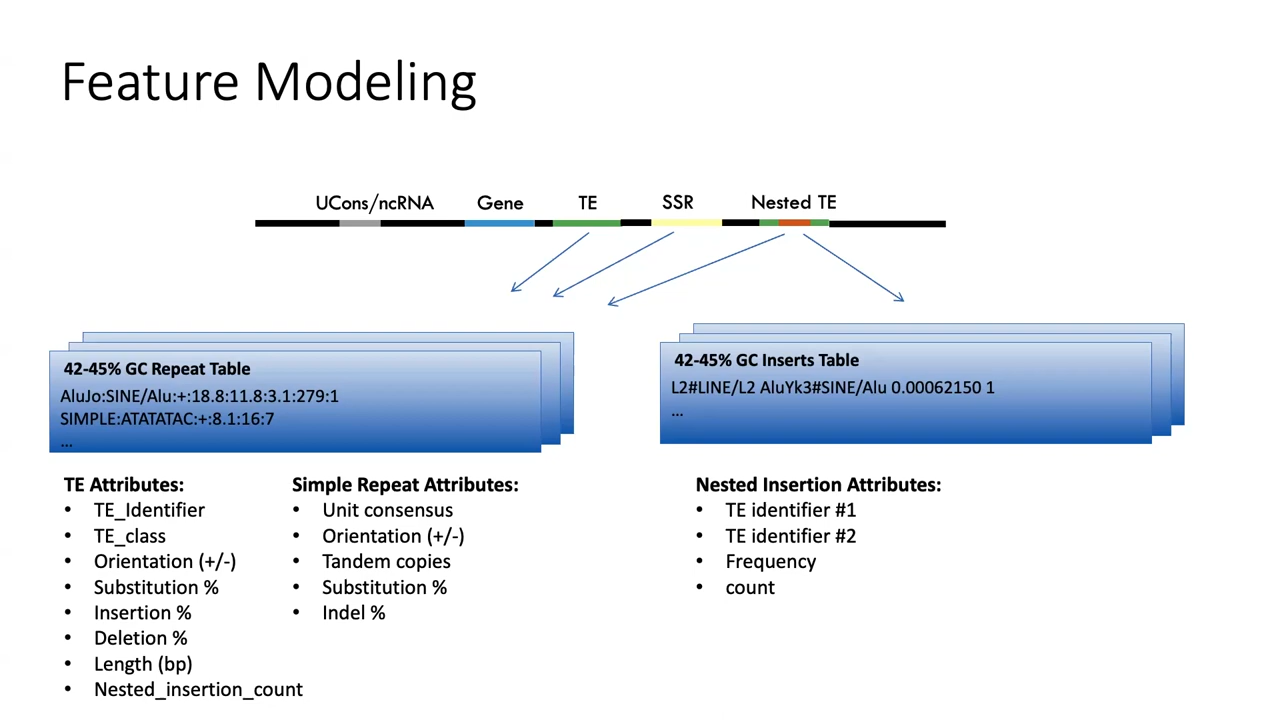 Feature Modeling
UCons/ncRNA Gene TE SSR Nested TE
42-45% GC Repeat Table
AluJo:SINE/Alu:+:18.8:11.8:3.1:279:1
SIMPLE:ATATATAC:+:8.1:16:7
...
42-45% GC Inserts Table
L2#LINE/L2 AluYk3#SINE/Alu 0.00062150 1
...
TE Attributes:
• TE_Identifier
• TE_class
• Orientation (+/-)
• Substitution %
• Insertion %
• Deletion %
• Length (bp)
• Nested_insertion_count
Simple Repeat Attributes:
• Unit consensus
• Orientation (+/-)
• Tandem copies
• Substitution %
• Indel %
Nested Insertion Attributes:
• TE identifier #1
• TE identifier #2
• Frequency
• count